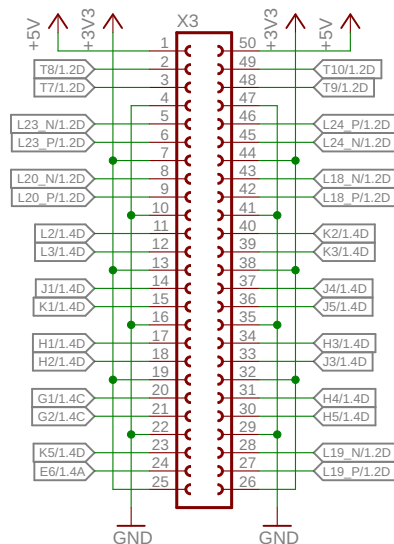 X3
+5V +3V3 +3V3 +5V
1 50
T8/1.2D 2 49 T10/1.2D
T7/1.2D 3 48 T9/1.2D
4 47
L23_N/1.2D 5 46 L24_P/1.2D
L23_P/1.2D 6 45 L24_N/1.2D
7 44
L20_N/1.2D 8 43 L18_N/1.2D
L20_P/1.2D 9 42 L18_P/1.2D
10 41
L2/1.4D 11 40 K2/1.4D
L3/1.4D 12 39 K3/1.4D
13 38
J1/1.4D 14 37 J4/1.4D
K1/1.4D 15 36 J5/1.4D
16 35
H1/1.4D 17 34 H3/1.4D
H2/1.4D 18 33 J3/1.4D
19 32
G1/1.4C 20 31 H4/1.4D
G2/1.4C 21 30 H5/1.4D
22 29
K5/1.4D 23 28 L19_N/1.2D
E6/1.4A 24 27 L19_P/1.2D
25 26
GND GND